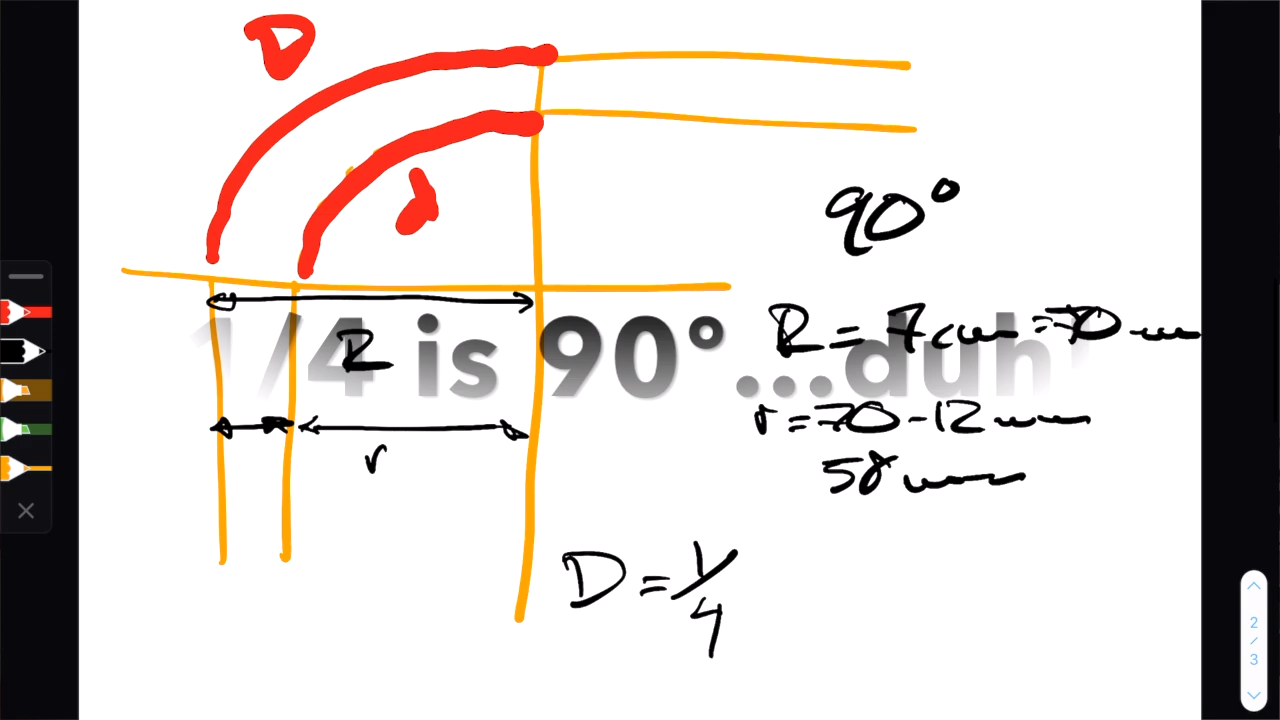 D
d
90°
R = 7cm = 70mm
R
1/4 is 90° ...duh
r = 70 - 12mm
58mm
r
D = 1/4
2
/
3